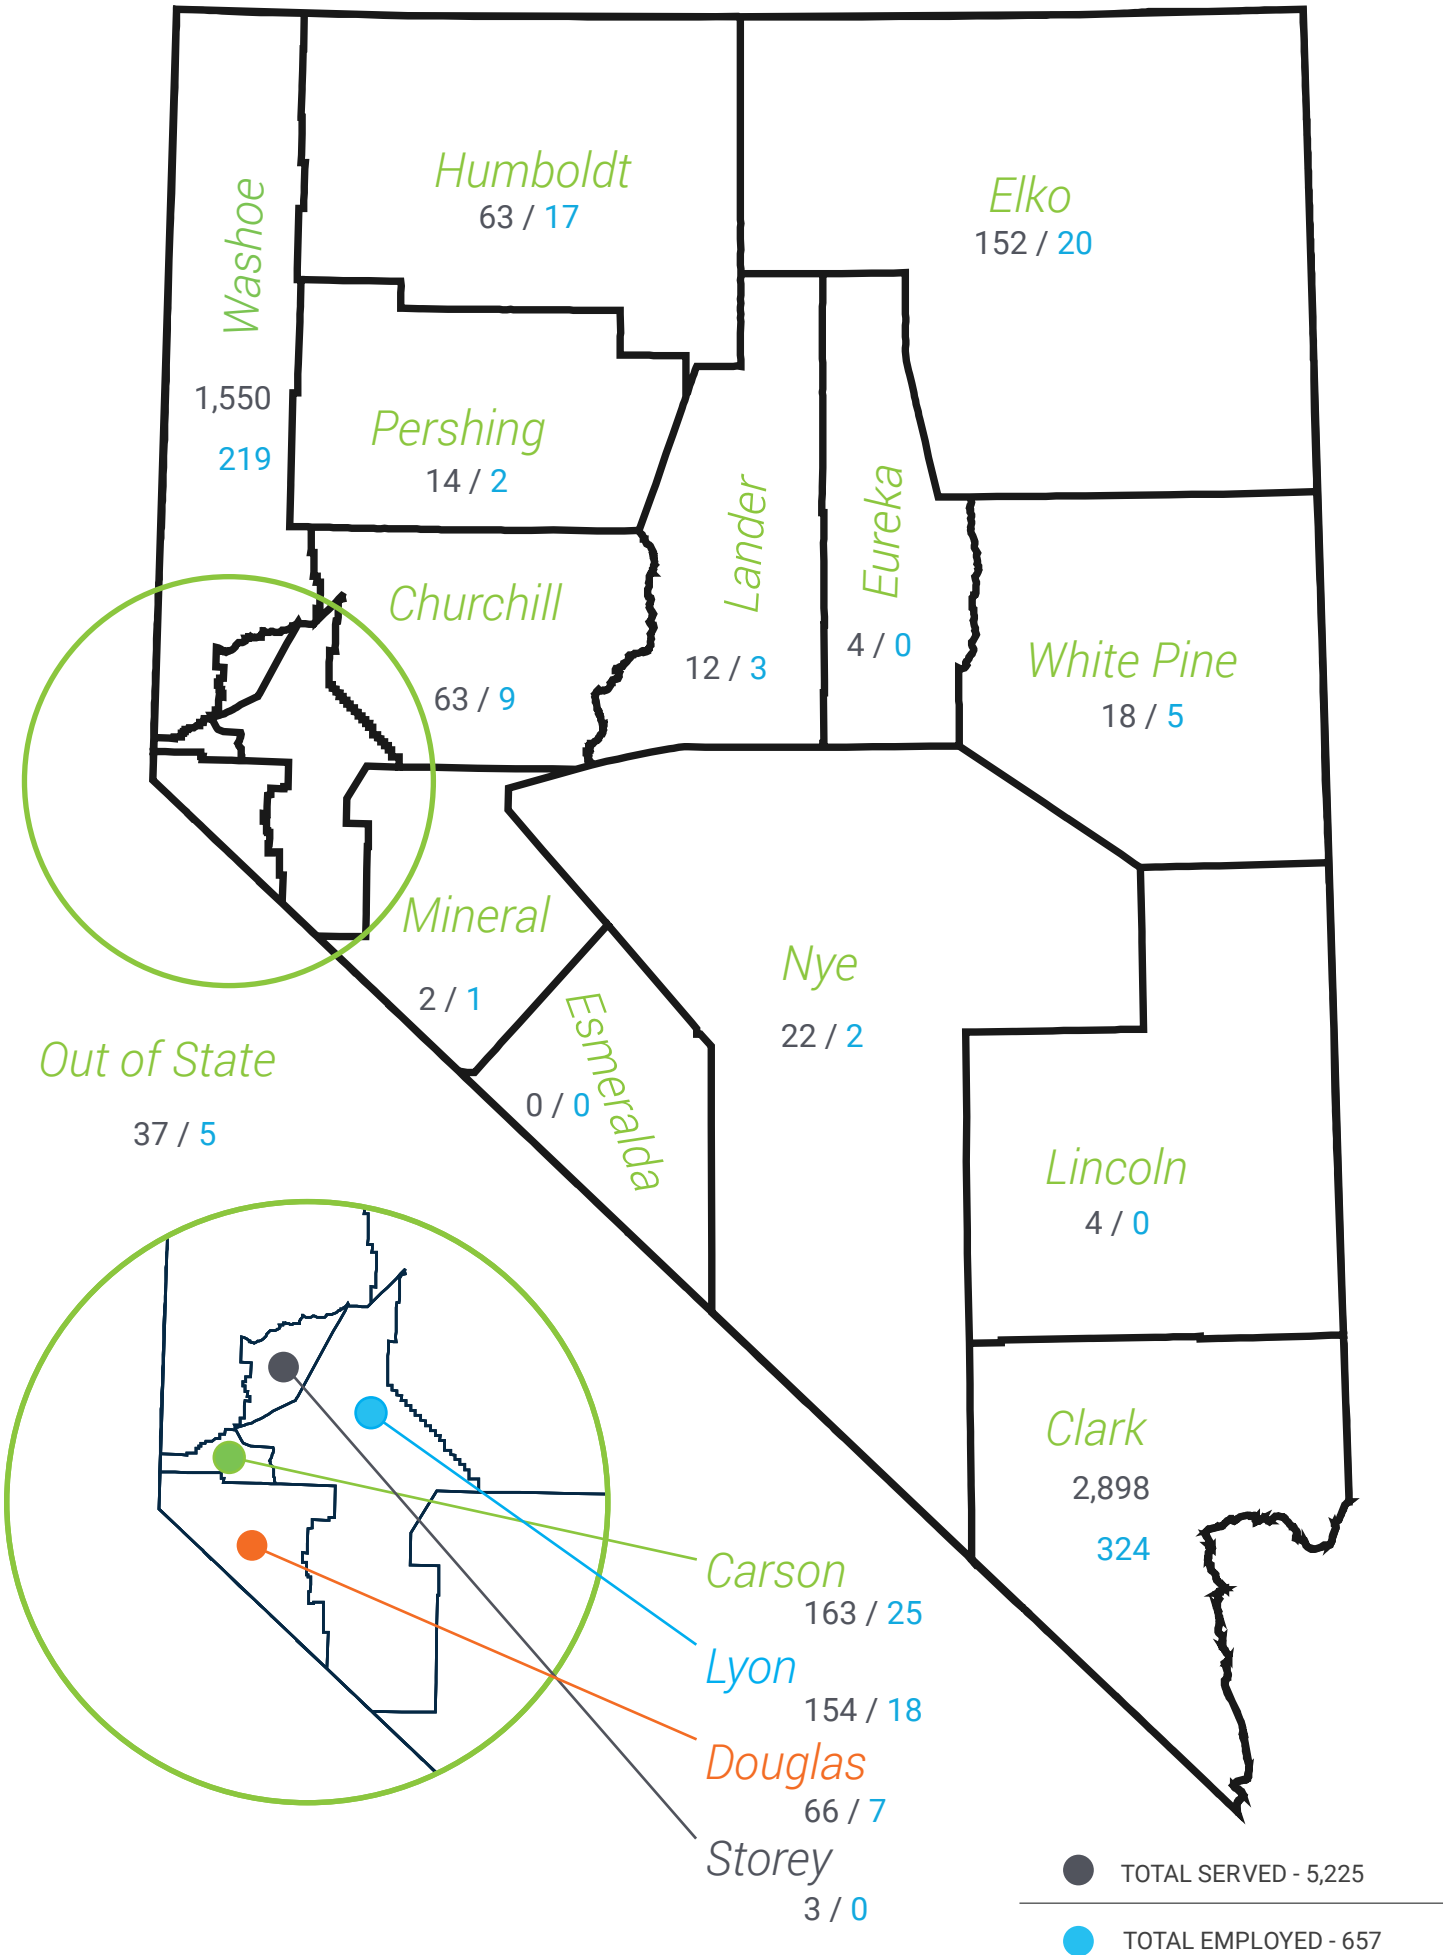 Humboldt
63 / 17
Elko
152 / 20
Washoe
1,550
219
Pershing
14 / 2
Lander
12 / 3
Eureka
4 / 0
Churchill
63 / 9
White Pine
18 / 5
Mineral
2 / 1
Nye
22 / 2
Esmeralda
0 / 0
Out of State
37 / 5
Lincoln
4 / 0
Clark
2,898
324
Carson
163 / 25
Lyon
154 / 18
Douglas
66 / 7
Storey
3 / 0
TOTAL SERVED - 5,225
TOTAL EMPLOYED - 657